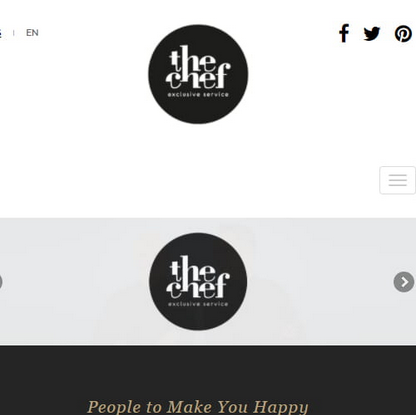 EN
the
chef
exclusive service
the
chef
exclusive service
People to Make You Happy